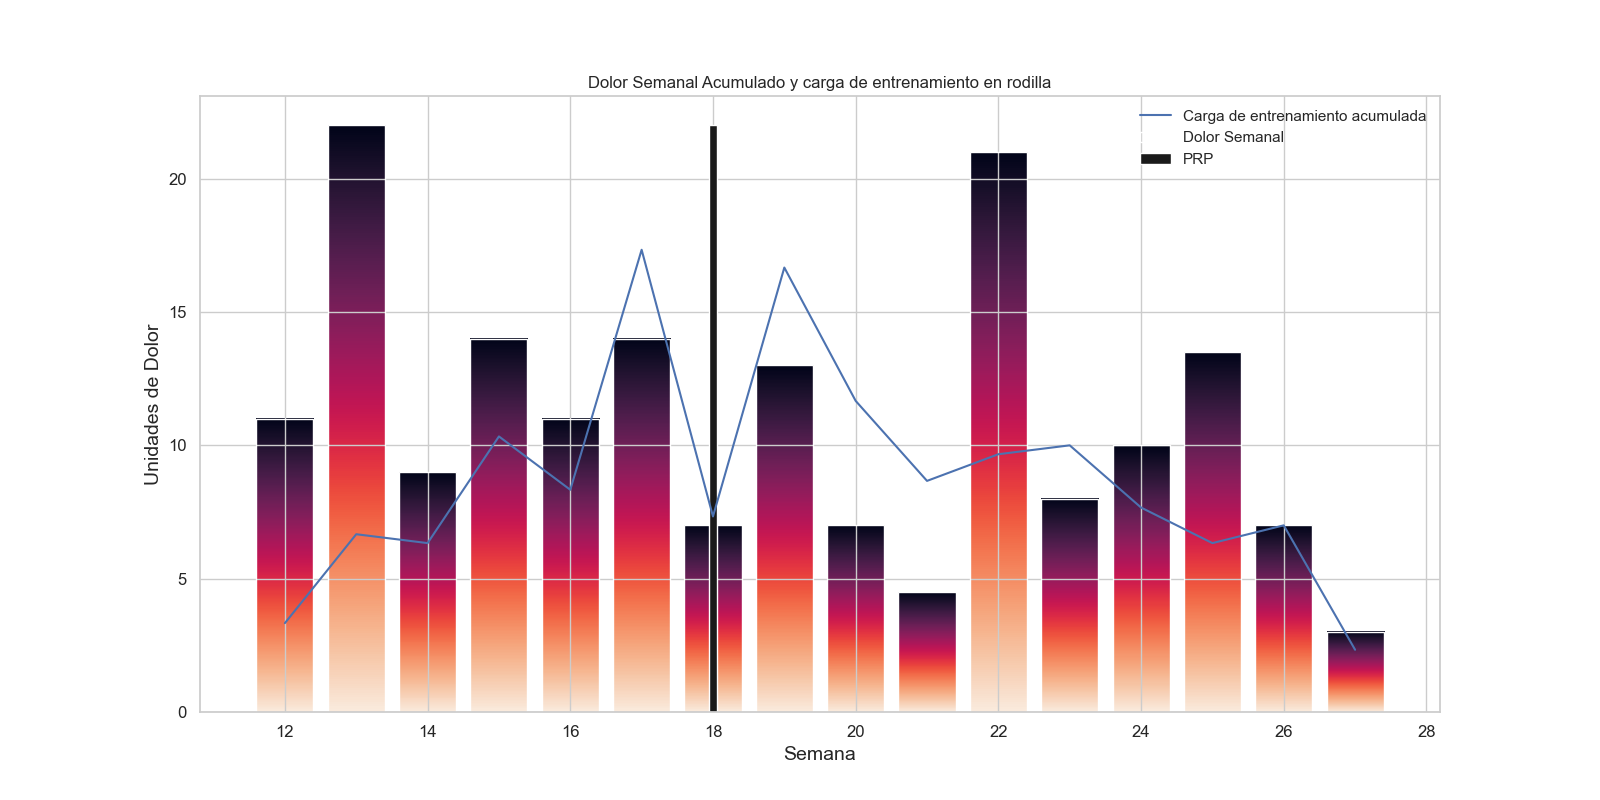 Dolor Semanal Acumulado y carga de entrenamiento en rodilla
Carga de entrenamiento acumulada
Dolor Semanal
PRP
Unidades de Dolor
20
15
10
5
0
12 14 16 18 20 22 24 26 28
Semana